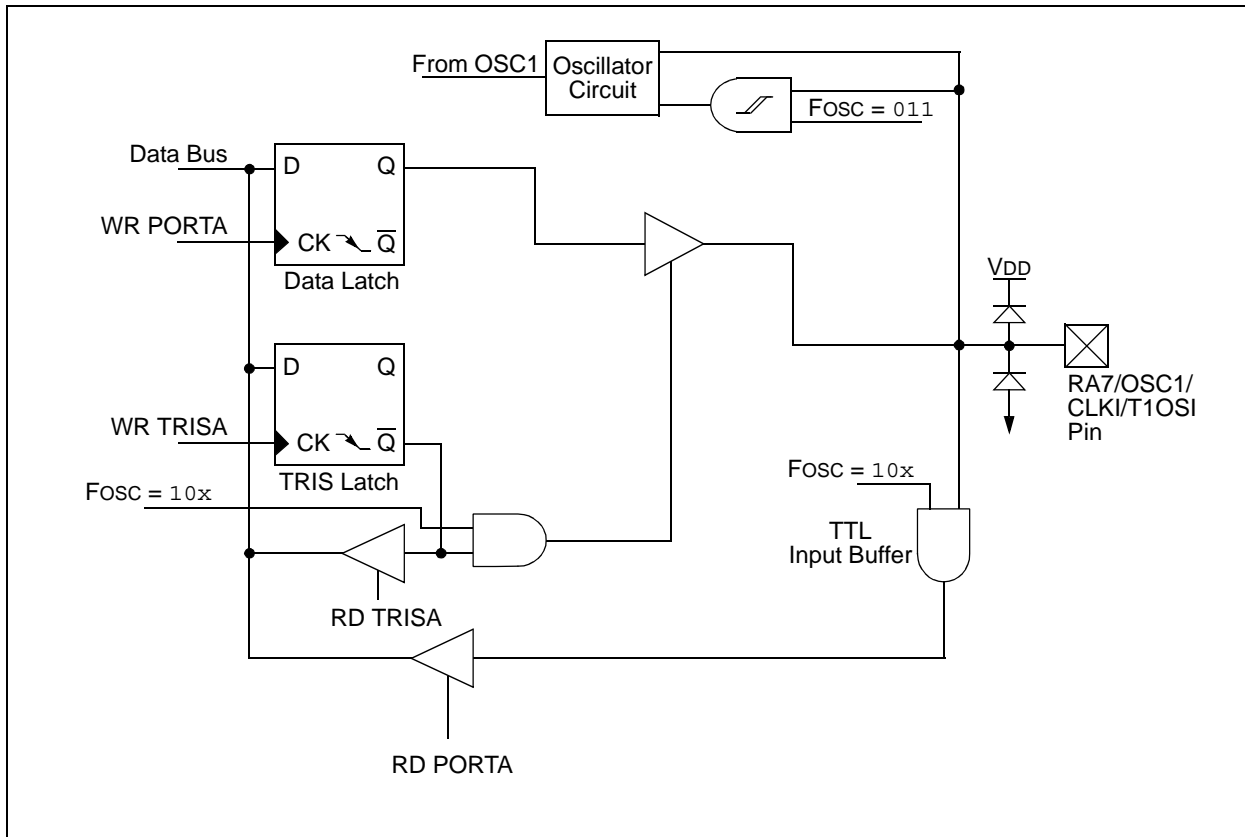 From OSC1
Oscillator
Circuit
FOSC = 011
Data Bus
D
Q
WR PORTA
CK
Q̅
Data Latch
VDD
D
Q
RA7/OSC1/
CLKI/T1OSI
Pin
WR TRISA
CK
Q̅
TRIS Latch
FOSC = 10x
FOSC = 10x
TTL
Input Buffer
RD TRISA
RD PORTA